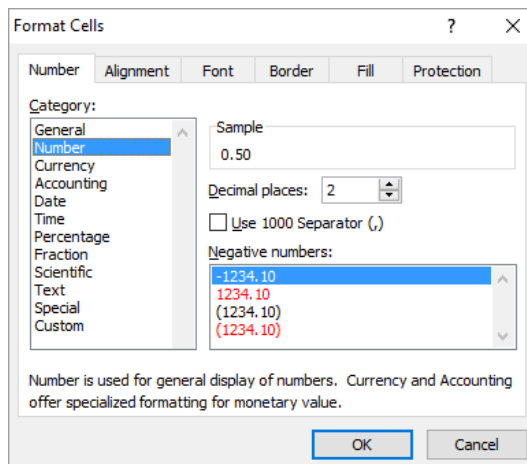 Format Cells
?
Number
Alignment
Font
Border
Fill
Protection
Category:
General
Number
Currency
Accounting
Date
Time
Percentage
Fraction
Scientific
Text
Special
Custom
Sample
0.50
Decimal places: 2
Use 1000 Separator (,)
Negative numbers:
-1234.10
1234.10
(1234.10)
(1234.10)
Number is used for general display of numbers.  Currency and Accounting
offer specialized formatting for monetary value.
OK
Cancel